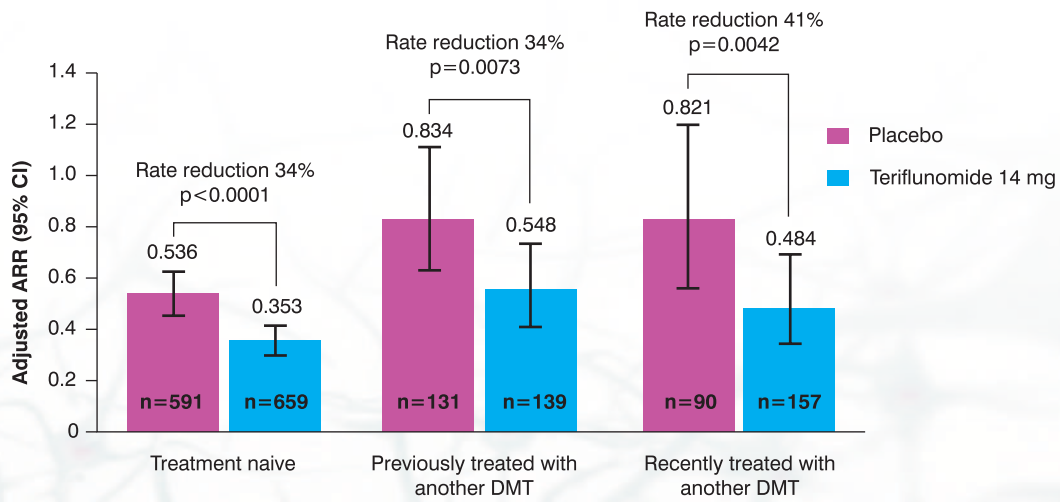 Rate reduction 41%
p=0.0042
Rate reduction 34%
p=0.0073
Rate reduction 34%
p<0.0001
Adjusted ARR (95% CI)
1.4
1.2
1.0
0.8
0.6
0.4
0.2
0
0.536
0.353
0.834
0.548
0.821
0.484
n=591
n=659
n=131
n=139
n=90
n=157
Treatment naive
Previously treated with
another DMT
Recently treated with
another DMT
Placebo
Teriflunomide 14 mg